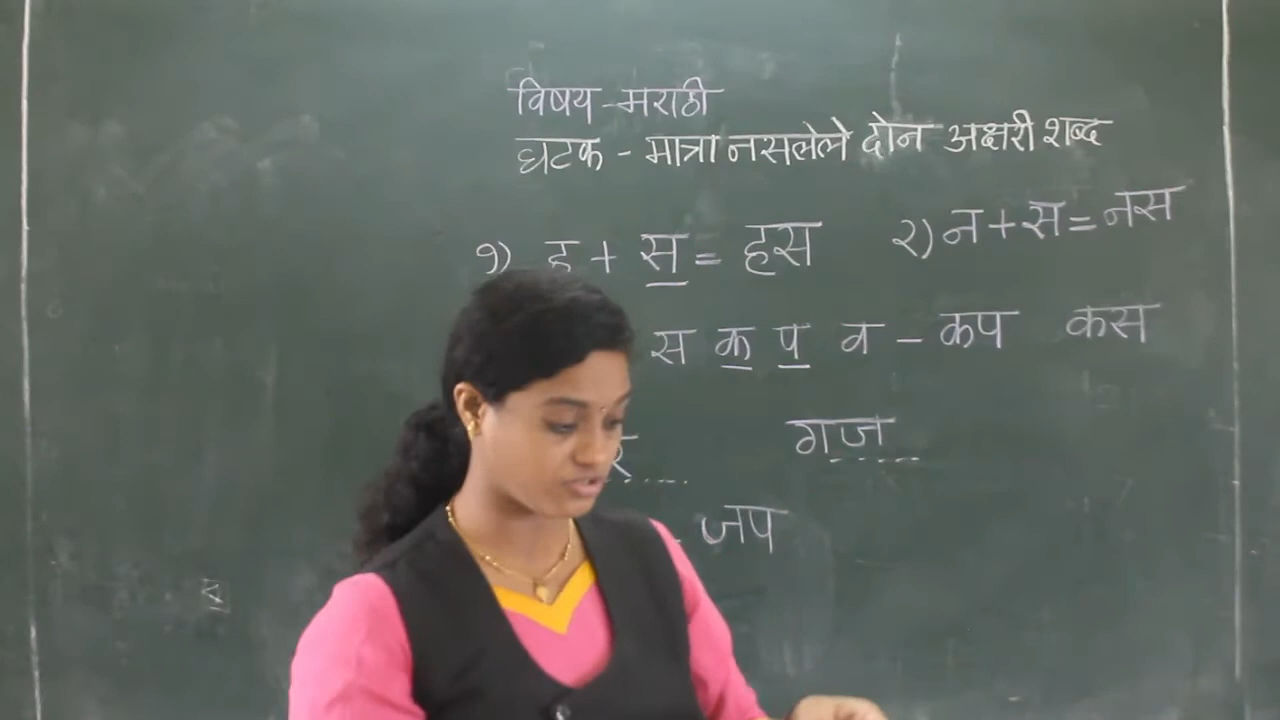 विषय - मराठी
घटक - मात्रा नसलेले दोन अक्षरी शब्द
१) ह + स = हस २) न + स = नस
स क प व - कप कस
गज
जप